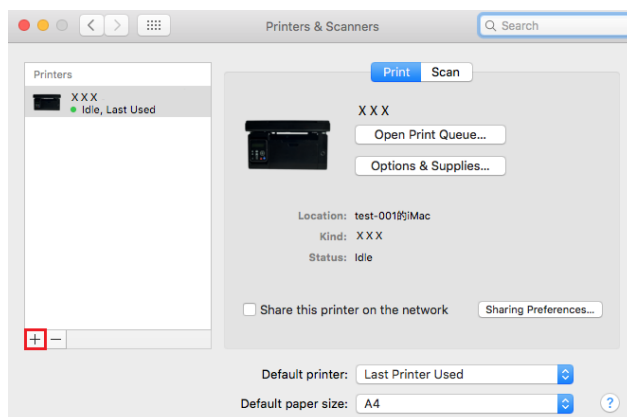 Printers & Scanners
Search
Printers
XXX
Idle, Last Used
+ −
Print Scan
XXX
Open Print Queue...
Options & Supplies...
Location: test-001的iMac
Kind: XXX
Status: Idle
Share this printer on the network
Sharing Preferences...
Default printer: Last Printer Used
Default paper size: A4
?